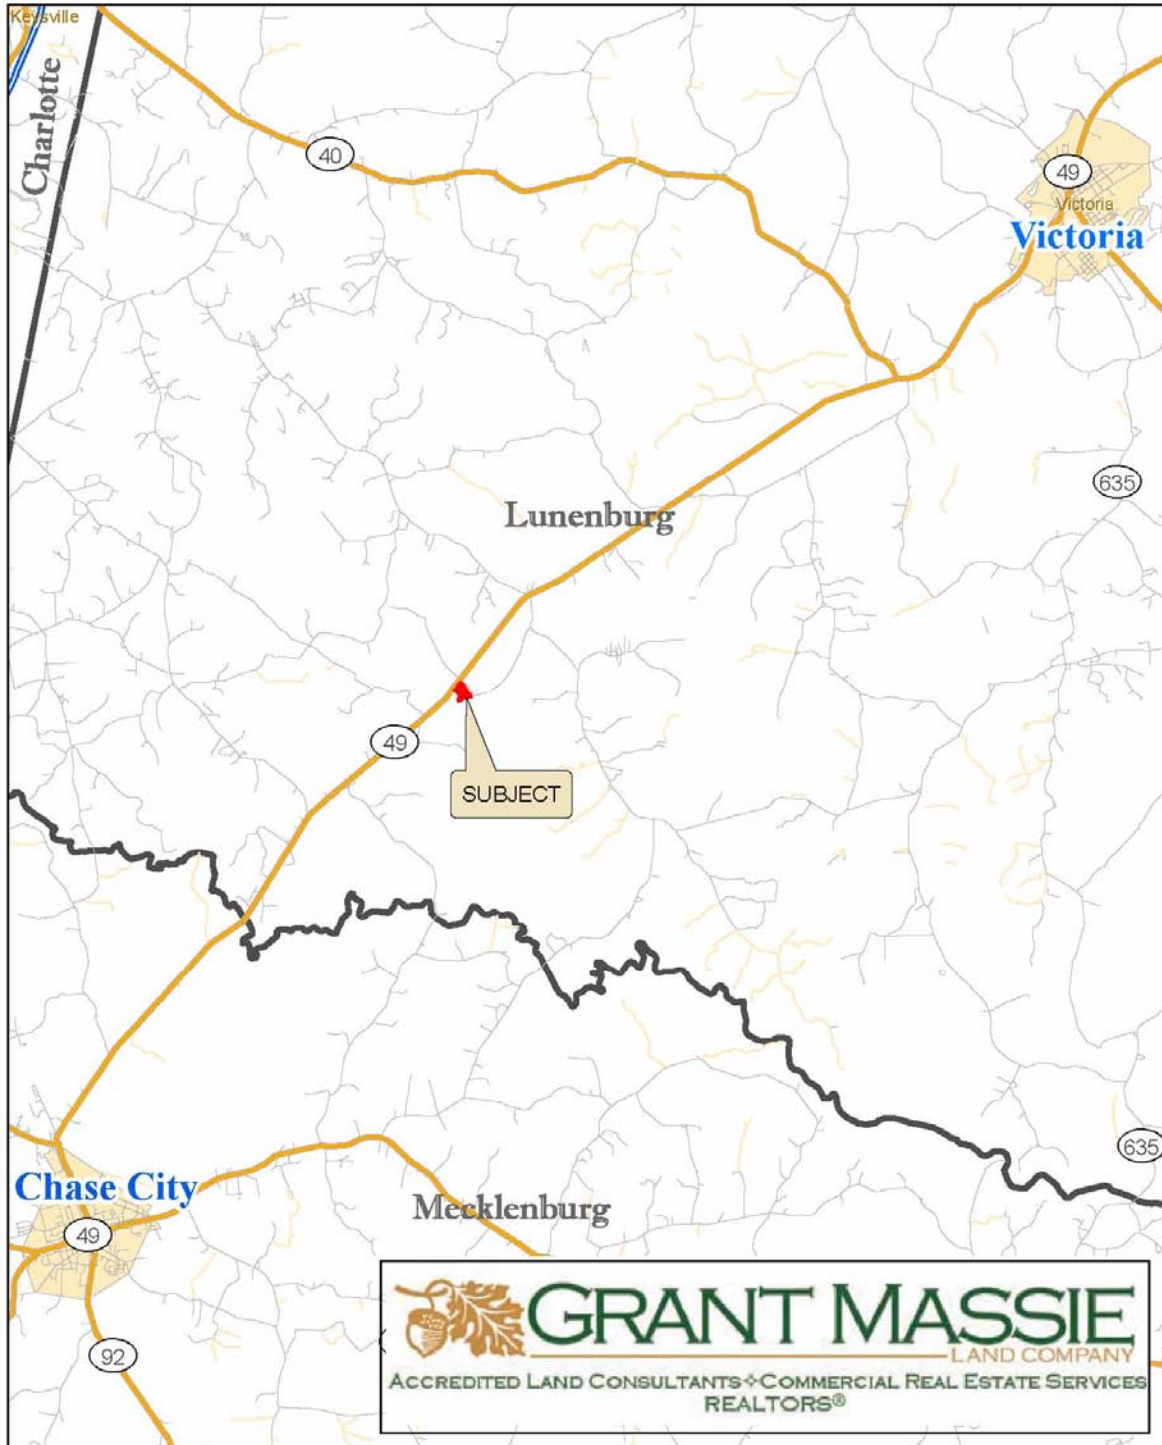 Keysville
Charlotte
40
49
Victoria
Victoria
635
Lunenburg
49
SUBJECT
635
Chase City
49
Mecklenburg
92
GRANT MASSIE
LAND COMPANY
ACCREDITED LAND CONSULTANTS✧COMMERCIAL REAL ESTATE SERVICES
REALTORS®